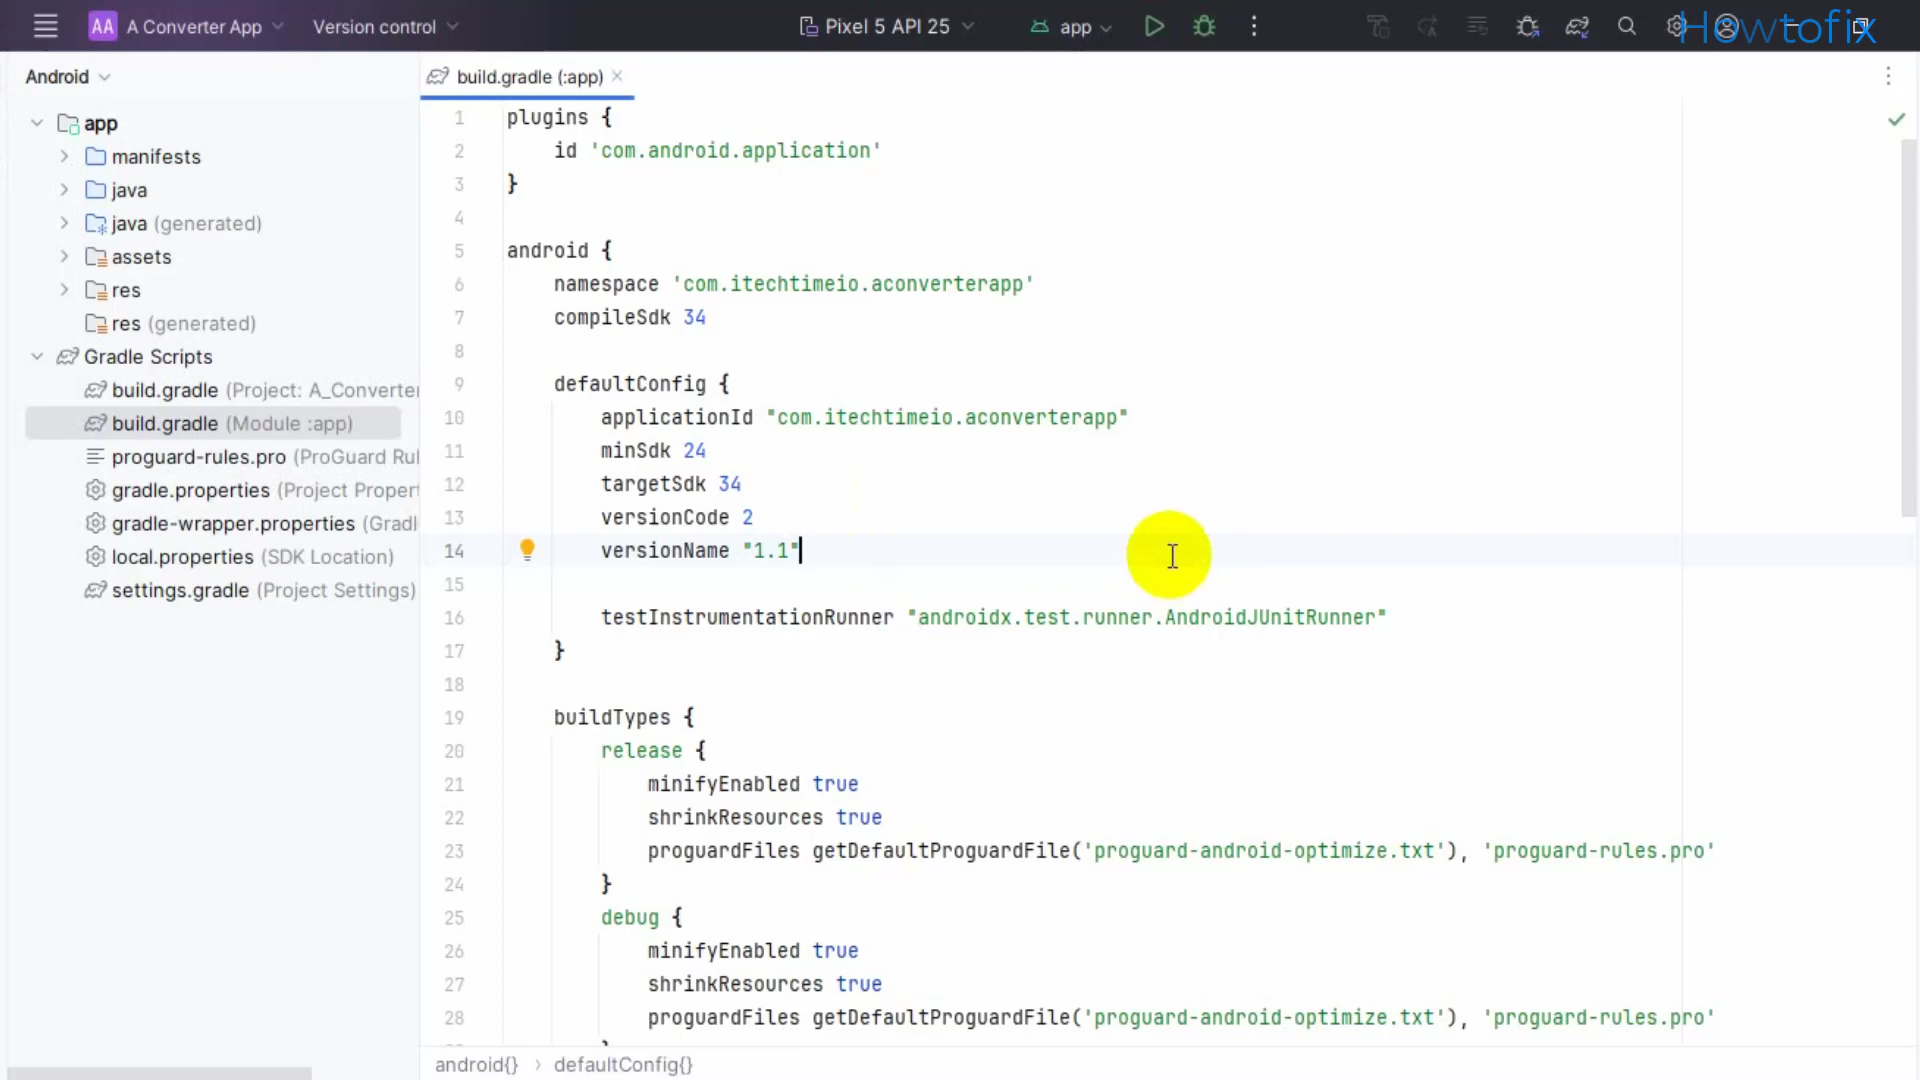 AA A Converter App Version control Pixel 5 API 25 app Howtofix
Android
build.gradle (:app)
app
manifests
java
java (generated)
assets
res
res (generated)
Gradle Scripts
build.gradle (Project: A_Converter
build.gradle (Module :app)
proguard-rules.pro (ProGuard Rul
gradle.properties (Project Propert
gradle-wrapper.properties (Gradl
local.properties (SDK Location)
settings.gradle (Project Settings)
1 plugins {
2 id 'com.android.application'
3 }
4
5 android {
6 namespace 'com.itechtimeio.aconverterapp'
7 compileSdk 34
8
9 defaultConfig {
10 applicationId "com.itechtimeio.aconverterapp"
11 minSdk 24
12 targetSdk 34
13 versionCode 2
14 versionName "1.1"
15
16 testInstrumentationRunner "androidx.test.runner.AndroidJUnitRunner"
17 }
18
19 buildTypes {
20 release {
21 minifyEnabled true
22 shrinkResources true
23 proguardFiles getDefaultProguardFile('proguard-android-optimize.txt'), 'proguard-rules.pro'
24 }
25 debug {
26 minifyEnabled true
27 shrinkResources true
28 proguardFiles getDefaultProguardFile('proguard-android-optimize.txt'), 'proguard-rules.pro'
android{} › defaultConfig{}